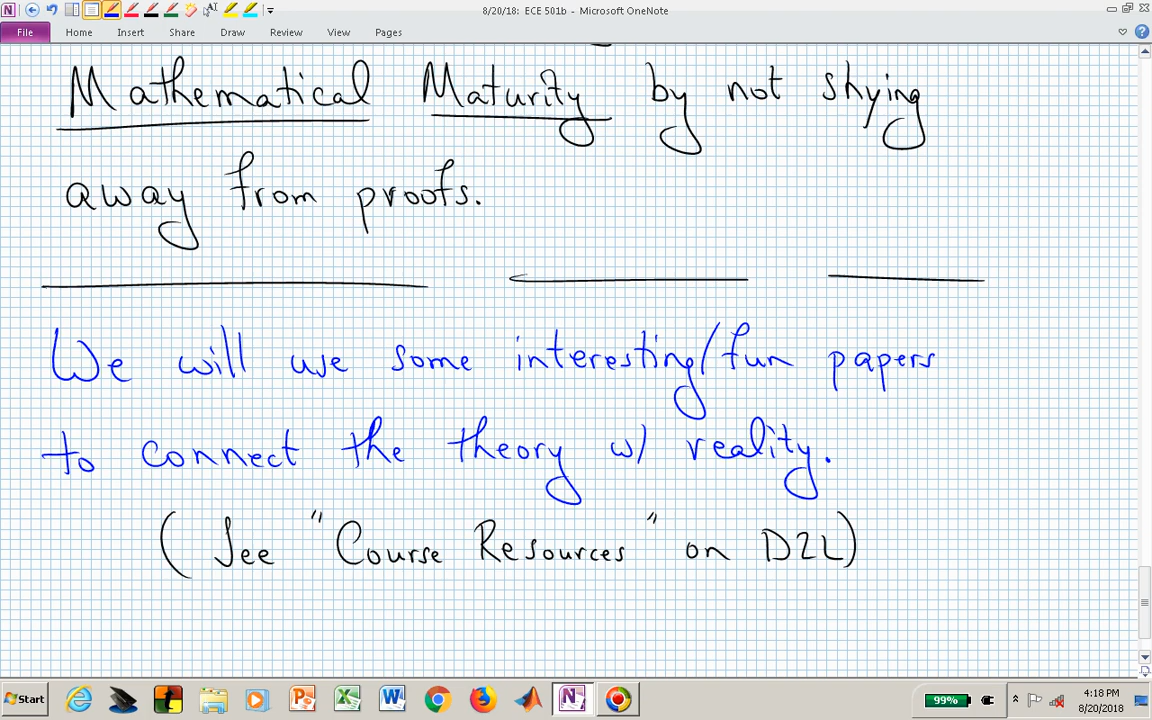 8/20/18: ECE 501b - Microsoft OneNote
File Home Insert Share Draw Review View Pages
Mathematical Maturity by not shying
away from proofs.
We will use some interesting/fun papers
to connect the theory w/ reality.
(See "Course Resources" on D2L)
Start
99%
4:18 PM
8/20/2018